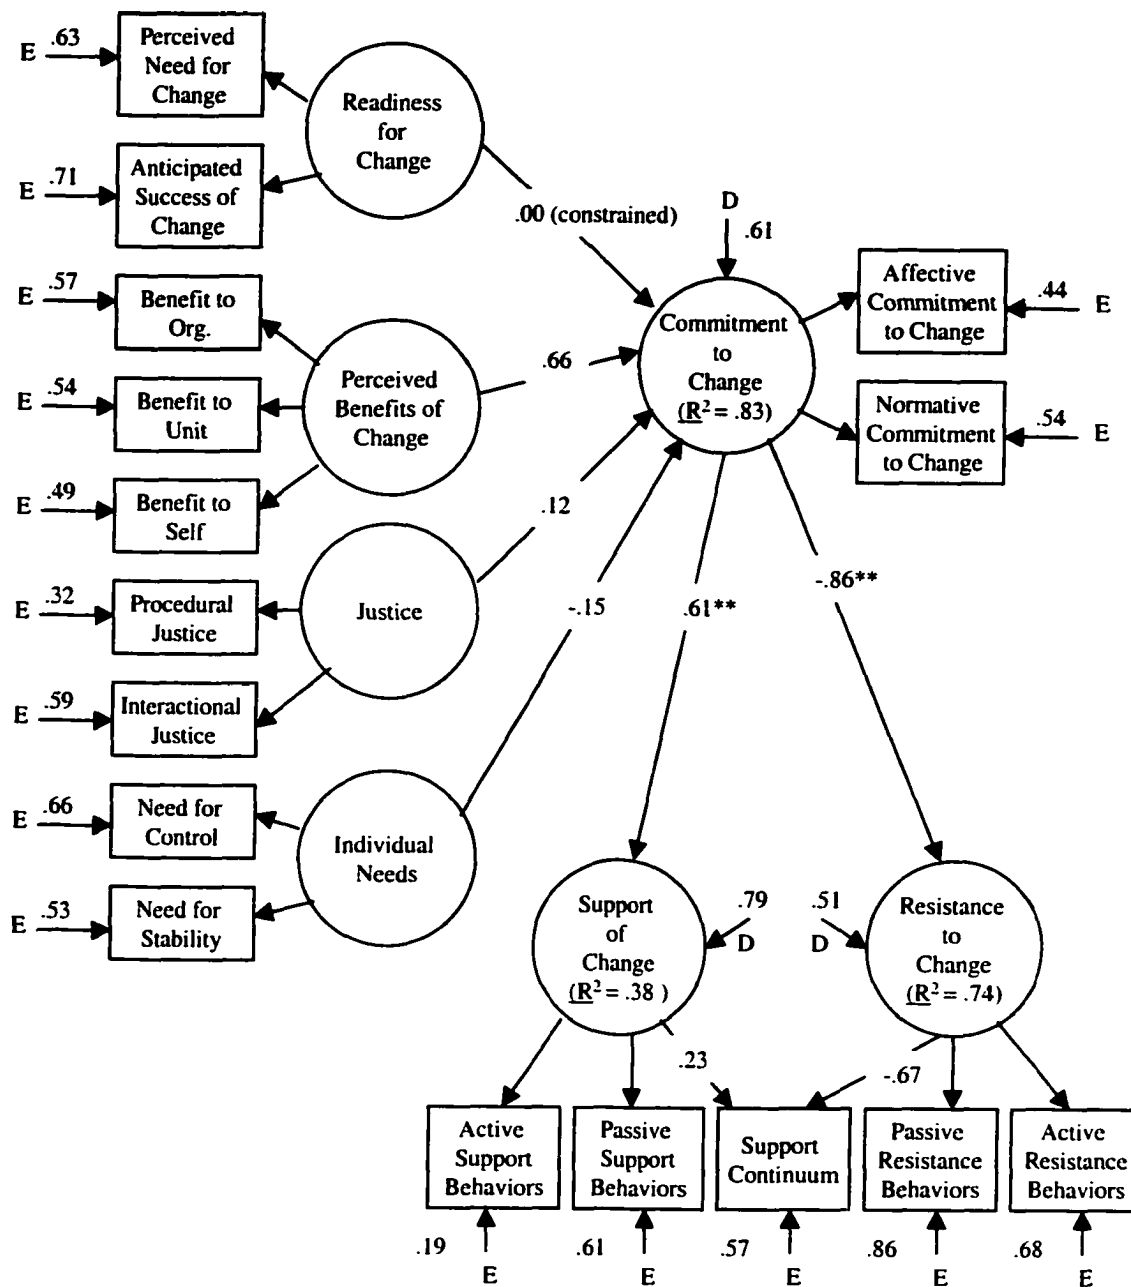 E .63
Perceived
Need for
Change
Readiness
for
Change
E .71
Anticipated
Success of
Change
.00 (constrained)
D
.61
E .57
Benefit to
Org.
Affective
Commitment
to Change
.44 E
Commitment
to
Change
(R² = .83)
.66
E .54
Benefit to
Unit
Perceived
Benefits of
Change
Normative
Commitment
to Change
.54 E
E .49
Benefit to
Self
.12
E .32
Procedural
Justice
Justice
-.15
.61**
-.86**
E .59
Interactional
Justice
E .66
Need for
Control
Individual
Needs
E .53
Need for
Stability
Support
of
Change
(R² = .38 )
.79
D
.51
D
Resistance
to
Change
(R² = .74)
.23
-.67
Active
Support
Behaviors
Passive
Support
Behaviors
Support
Continuum
Passive
Resistance
Behaviors
Active
Resistance
Behaviors
.19 E
.61 E
.57 E
.86 E
.68 E